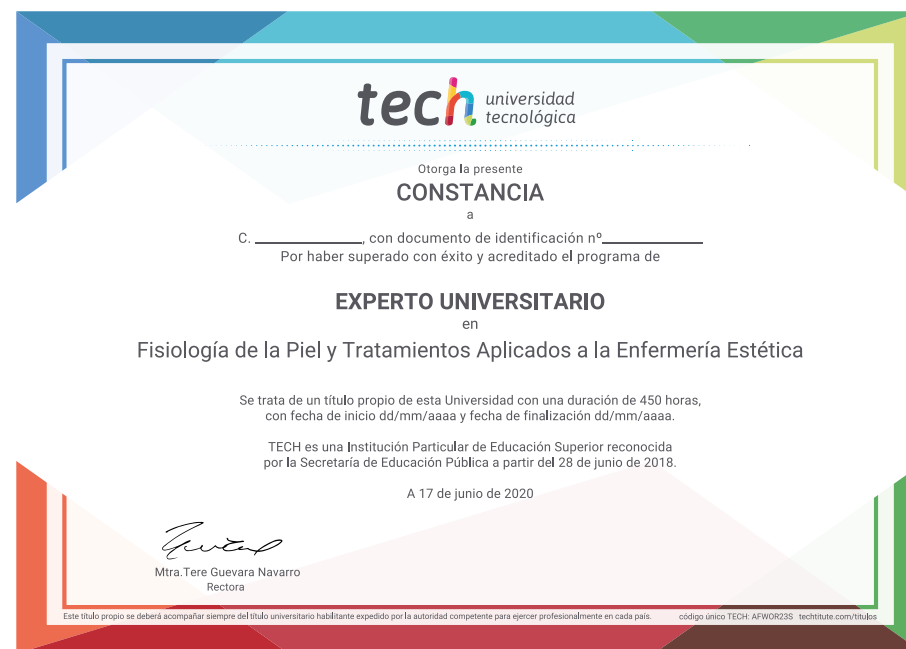 tech universidad
tecnológica
Otorga la presente
CONSTANCIA
a
C. ____________, con documento de identificación nº____________
Por haber superado con éxito y acreditado el programa de
EXPERTO UNIVERSITARIO
en
Fisiología de la Piel y Tratamientos Aplicados a la Enfermería Estética
Se trata de un título propio de esta Universidad con una duración de 450 horas,
con fecha de inicio dd/mm/aaaa y fecha de finalización dd/mm/aaaa.
TECH es una Institución Particular de Educación Superior reconocida
por la Secretaría de Educación Pública a partir del 28 de junio de 2018.
A 17 de junio de 2020
Mtra.Tere Guevara Navarro
Rectora
Este título propio se deberá acompañar siempre del título universitario habilitante expedido por la autoridad competente para ejercer profesionalmente en cada país. código único TECH: AFWOR23S techtitute.com/titulos